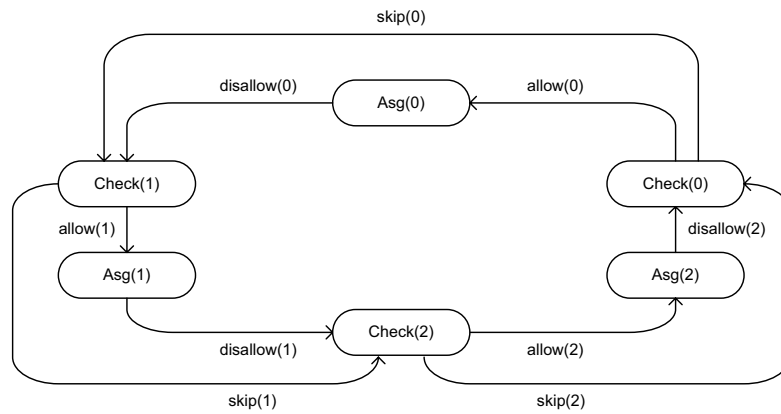 skip(0)
disallow(0)
allow(0)
Asg(0)
Check(1)
Check(0)
allow(1)
disallow(2)
Asg(1)
Asg(2)
Check(2)
disallow(1)
allow(2)
skip(1)
skip(2)